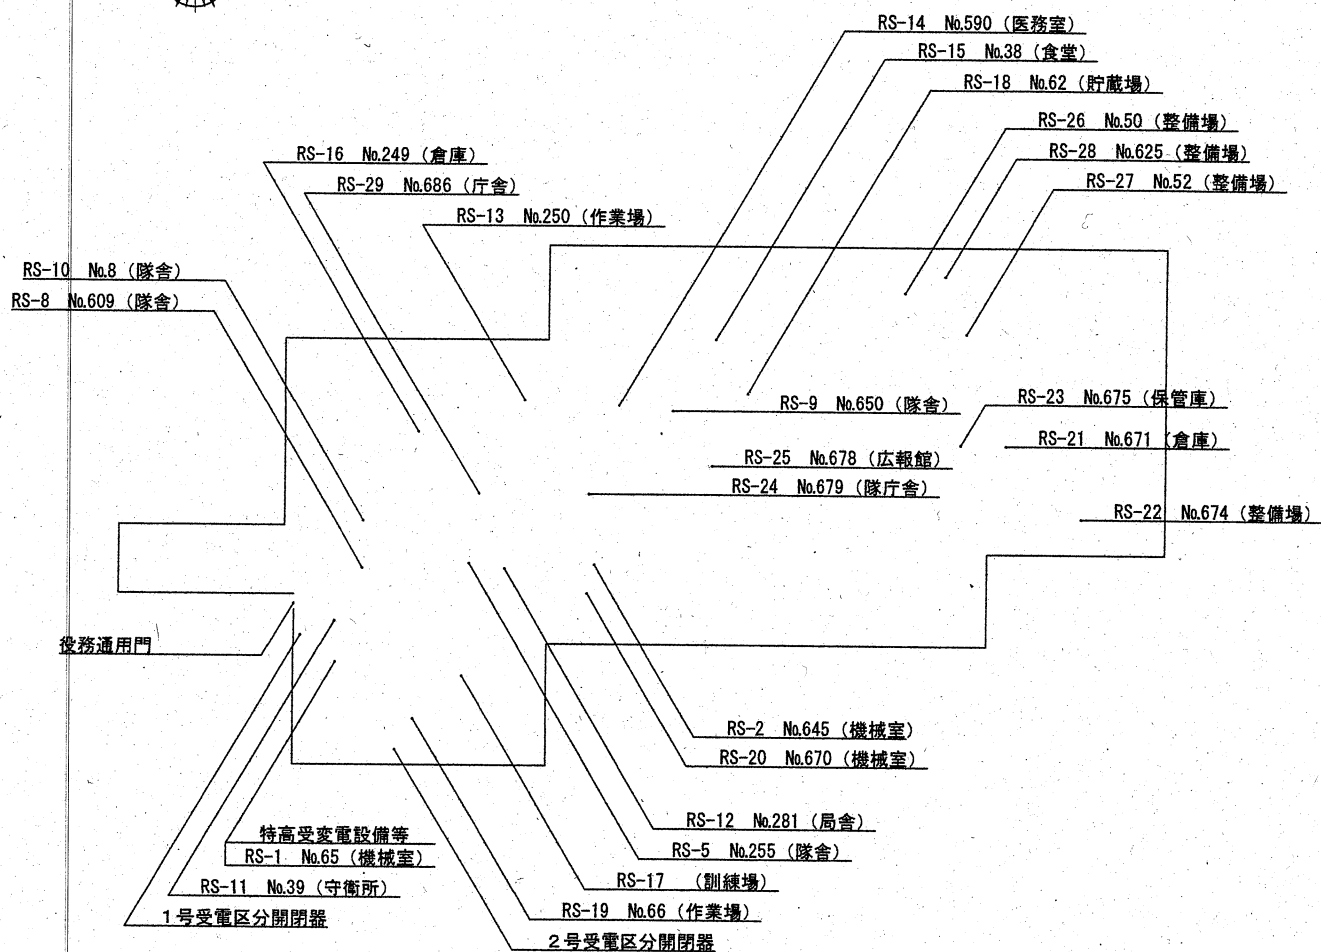 RS-14 No.590 (医務室)
RS-15 No.38 (食堂)
RS-18 No.62 (貯蔵場)
RS-26 No.50 (整備場)
RS-28 No.625 (整備場)
RS-27 No.52 (整備場)
RS-16 No.249 (倉庫)
RS-29 No.686 (庁舎)
RS-13 No.250 (作業場)
RS-10 No.8 (隊舎)
RS-8 No.609 (隊舎)
RS-9 No.650 (隊舎)
RS-23 No.675 (保管庫)
RS-21 No.671 (倉庫)
RS-25 No.678 (広報館)
RS-24 No.679 (隊庁舎)
RS-22 No.674 (整備場)
役務通用門
RS-2 No.645 (機械室)
RS-20 No.670 (機械室)
RS-12 No.281 (局舎)
RS-5 No.255 (隊舎)
特高受変電設備等
RS-1 No.65 (機械室)
RS-17 (訓練場)
RS-11 No.39 (守衛所)
RS-19 No.66 (作業場)
1号受電区分開閉器
2号受電区分開閉器